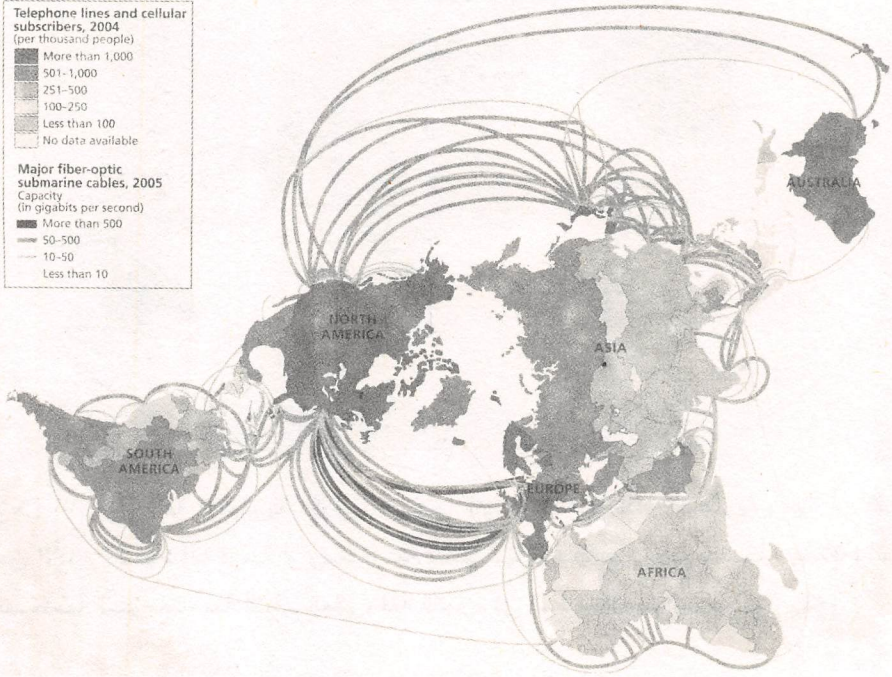 Telephone lines and cellular
subscribers, 2004
(per thousand people)
More than 1,000
501–1,000
251–500
100–250
Less than 100
No data available
Major fiber-optic
submarine cables, 2005
Capacity
(in gigabits per second)
More than 500
50–500
10–50
Less than 10
AUSTRALIA
NORTH
AMERICA
ASIA
SOUTH
AMERICA
EUROPE
AFRICA